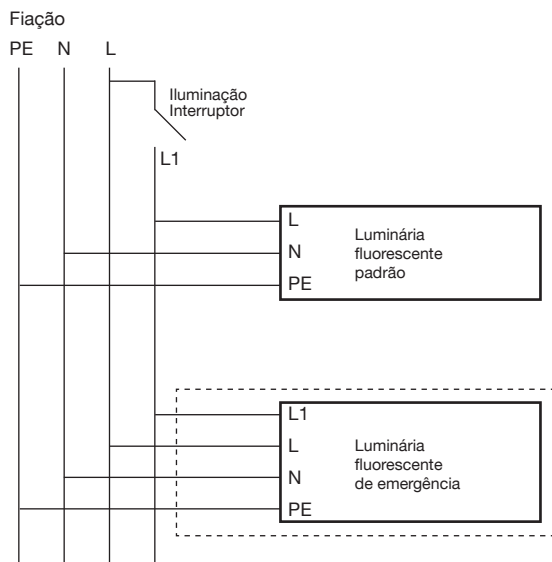 Fiação
PE N L
Iluminação
Interruptor
L1
L
N
PE
Luminária
fluorescente
padrão
L1
L
N
PE
Luminária
fluorescente
de emergência